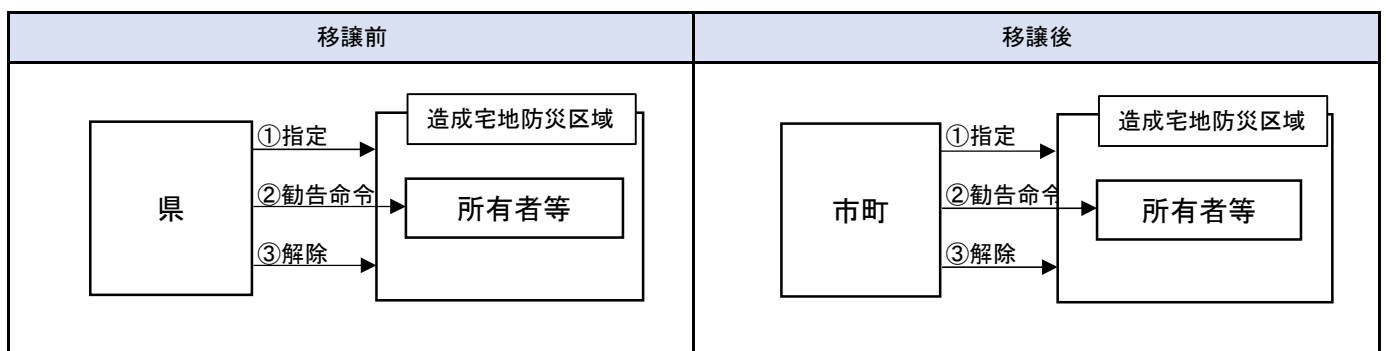 移譲前
移譲後
造成宅地防災区域
①指定
県
②勧告命令
所有者等
③解除
造成宅地防災区域
①指定
市町
②勧告命令
所有者等
③解除